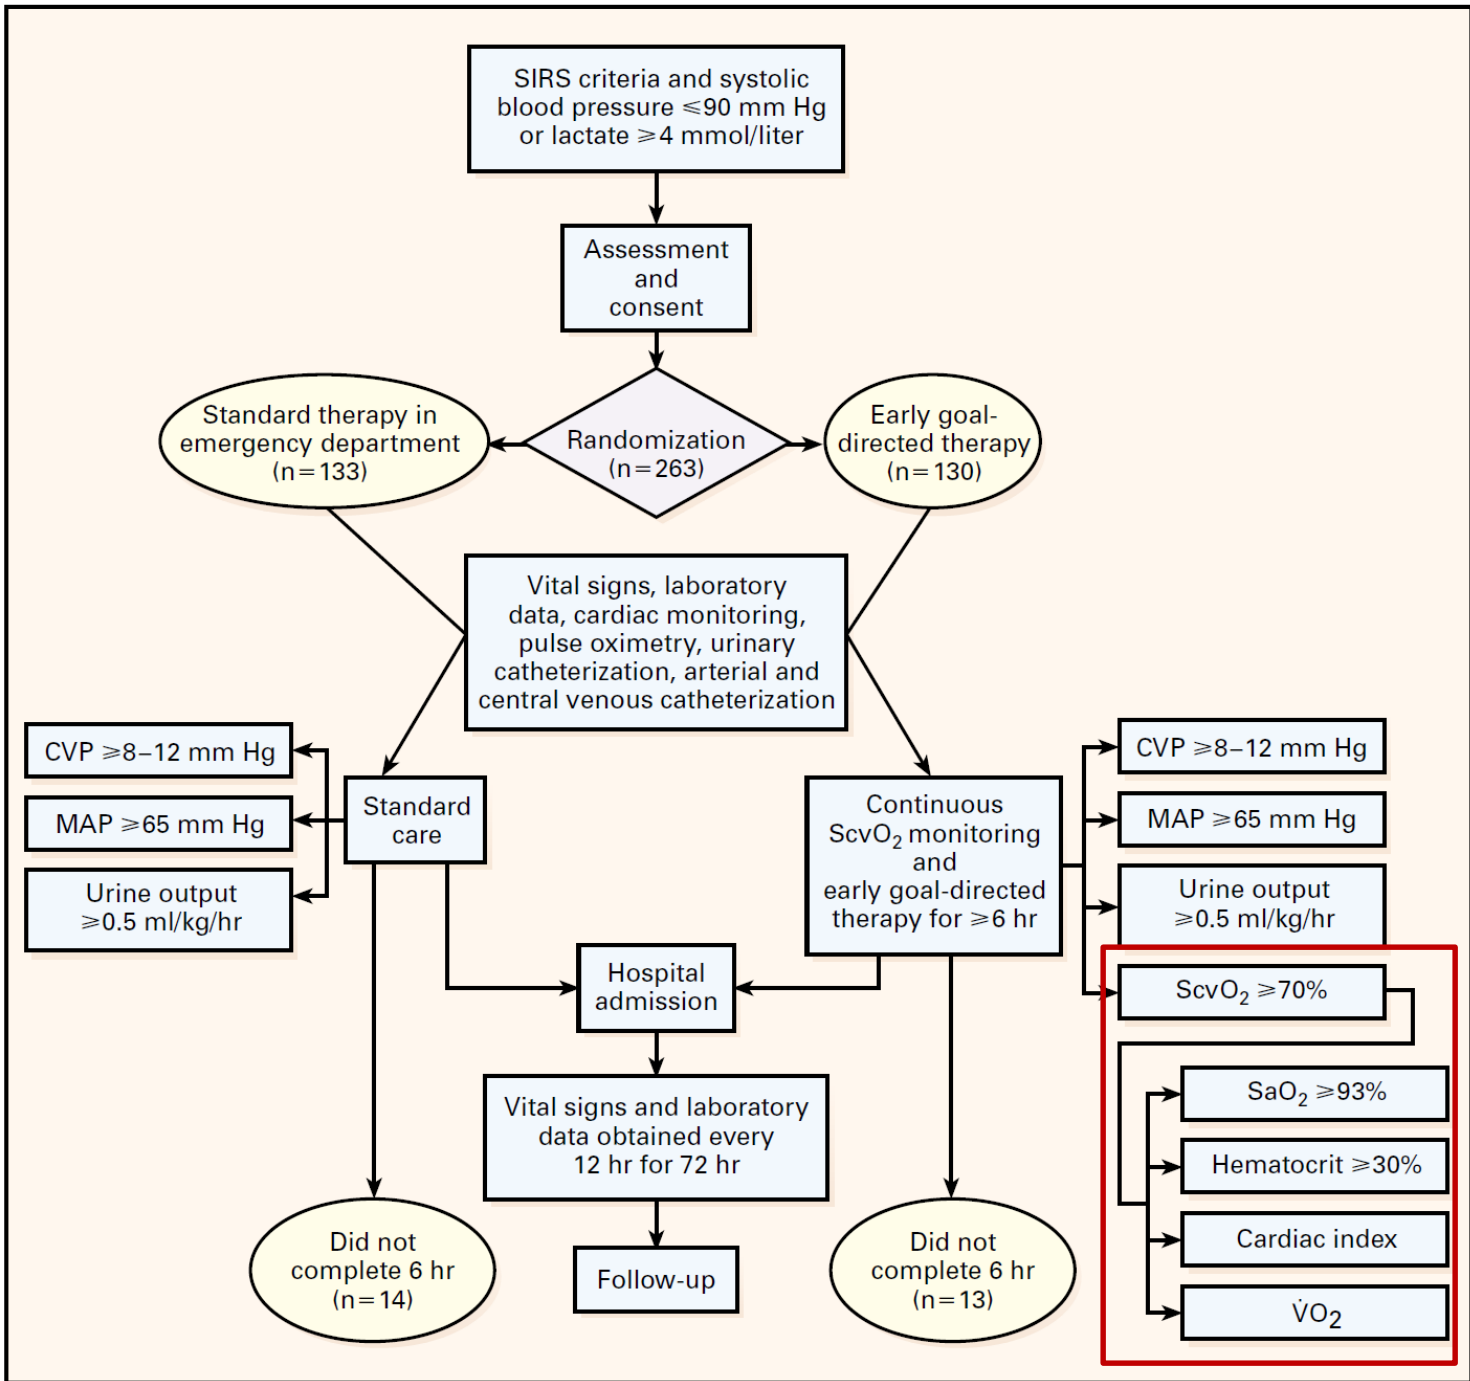 SIRS criteria and systolic
blood pressure ≤90 mm Hg
or lactate ≥4 mmol/liter
Assessment
and
consent
Standard therapy in
emergency department
(n=133)
Randomization
(n=263)
Early goal-
directed therapy
(n=130)
Vital signs, laboratory
data, cardiac monitoring,
pulse oximetry, urinary
catheterization, arterial and
central venous catheterization
CVP ≥8–12 mm Hg
MAP ≥65 mm Hg
Urine output
≥0.5 ml/kg/hr
Standard
care
Continuous
ScvO₂ monitoring
and
early goal-directed
therapy for ≥6 hr
CVP ≥8–12 mm Hg
MAP ≥65 mm Hg
Urine output
≥0.5 ml/kg/hr
ScvO₂ ≥70%
SaO₂ ≥93%
Hematocrit ≥30%
Cardiac index
V̇O₂
Hospital
admission
Vital signs and laboratory
data obtained every
12 hr for 72 hr
Did not
complete 6 hr
(n=14)
Follow-up
Did not
complete 6 hr
(n=13)